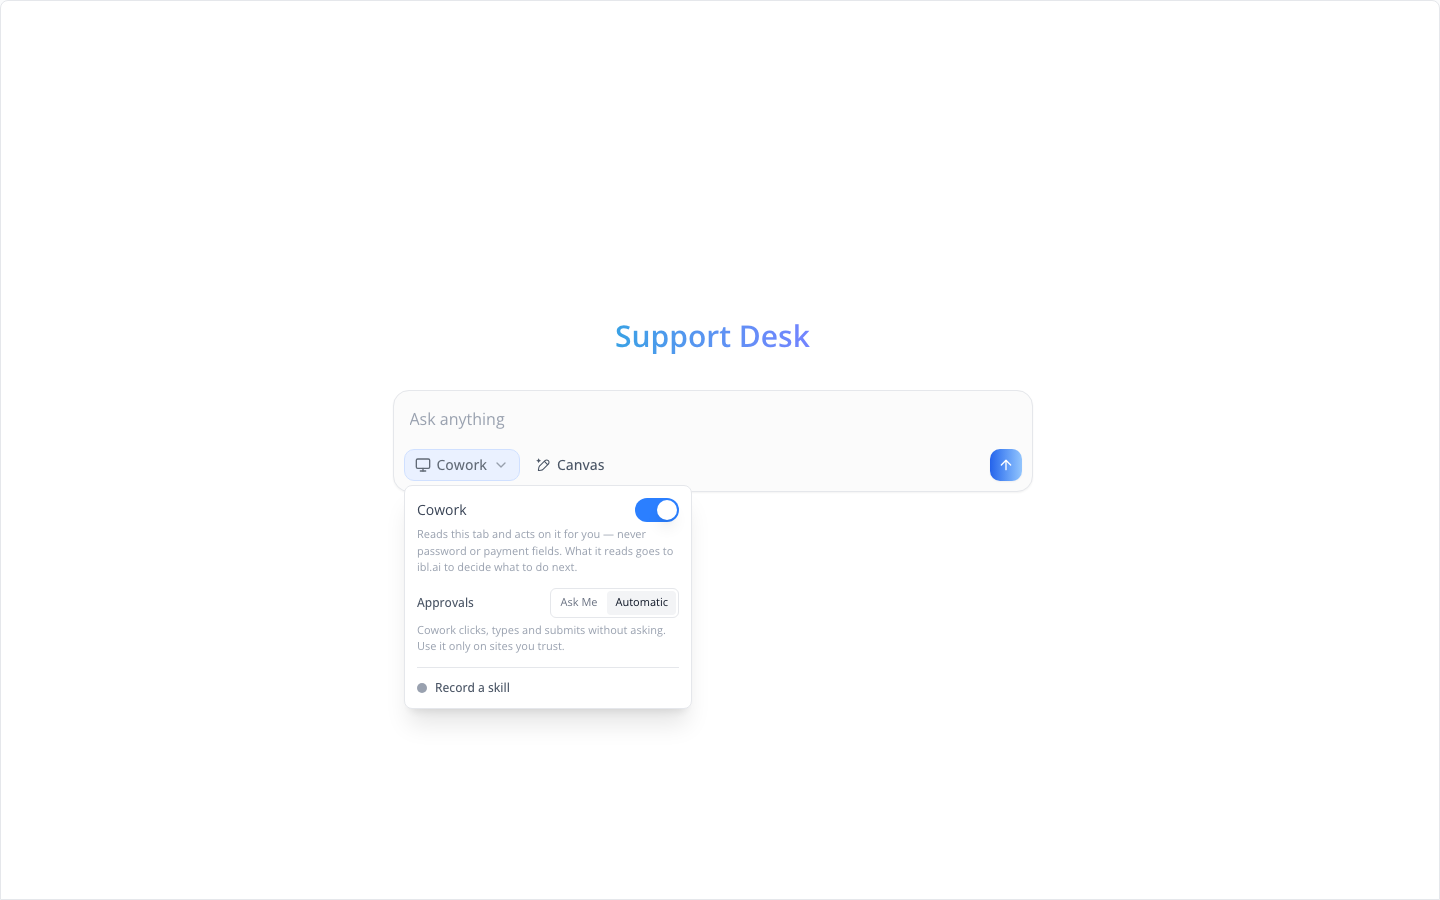 Support Desk
Ask anything
Cowork
Canvas
Cowork
Reads this tab and acts on it for you — never
password or payment fields. What it reads goes to
ibl.ai to decide what to do next.
Approvals
Ask Me
Automatic
Cowork clicks, types and submits without asking.
Use it only on sites you trust.
Record a skill